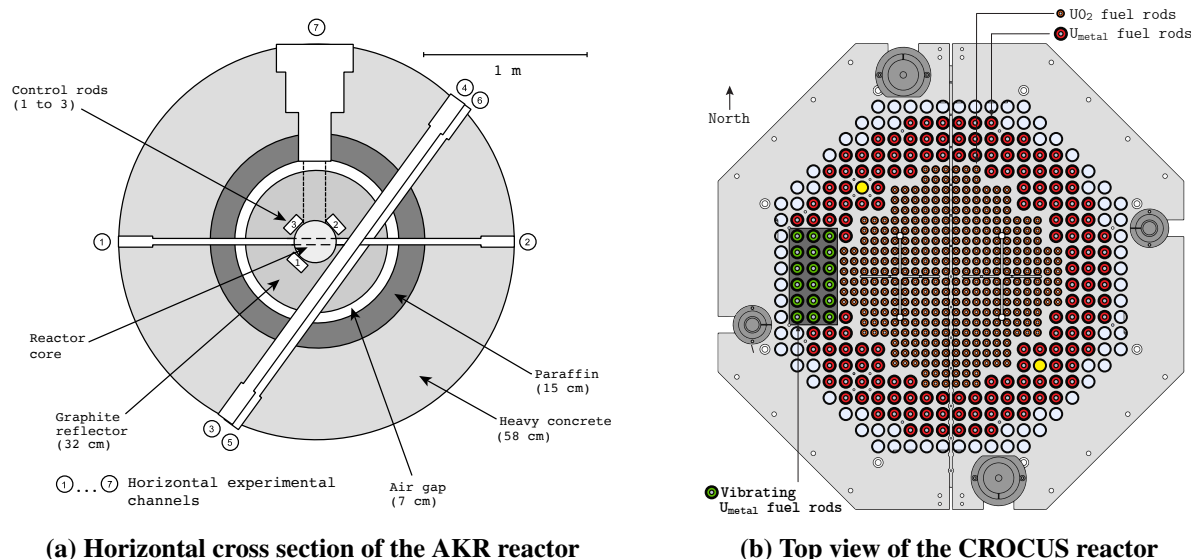 7
1 m
Control rods
(1 to 3)
4
6
3
2
1
1
2
Reactor
core
Graphite
reflector
(32 cm)
3
5
Paraffin
(15 cm)
Heavy concrete
(58 cm)
Air gap
(7 cm)
1...7 Horizontal experimental
channels
(a) Horizontal cross section of the AKR reactor
UO2 fuel rods
Umetal fuel rods
North
Vibrating
Umetal fuel rods
(b) Top view of the CROCUS reactor